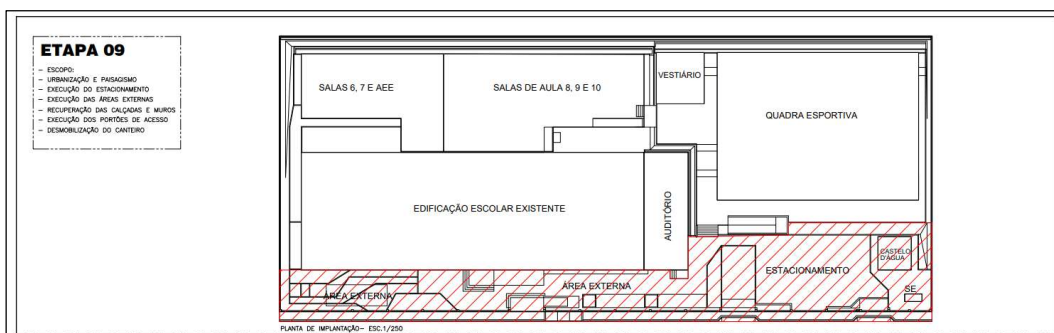 ETAPA 09
- ESCOPO:
- URBANIZAÇÃO E PAISAGISMO
- EXECUÇÃO DO ESTACIONAMENTO
- EXECUÇÃO DAS ÁREAS EXTERNAS
- RECUPERAÇÃO DAS CALÇADAS E MUROS
- EXECUÇÃO DOS PORTÕES DE ACESSO
- DESMOBILIZAÇÃO DO CANTEIRO
SALAS 6, 7 E AEE
SALAS DE AULA 8, 9 E 10
VESTIÁRIO
QUADRA ESPORTIVA
EDIFICAÇÃO ESCOLAR EXISTENTE
AUDITÓRIO
CASTELO
D'ÁGUA
ESTACIONAMENTO
ÁREA EXTERNA
ÁREA EXTERNA
SE
PLANTA DE IMPLANTAÇÃO- ESC.1/250